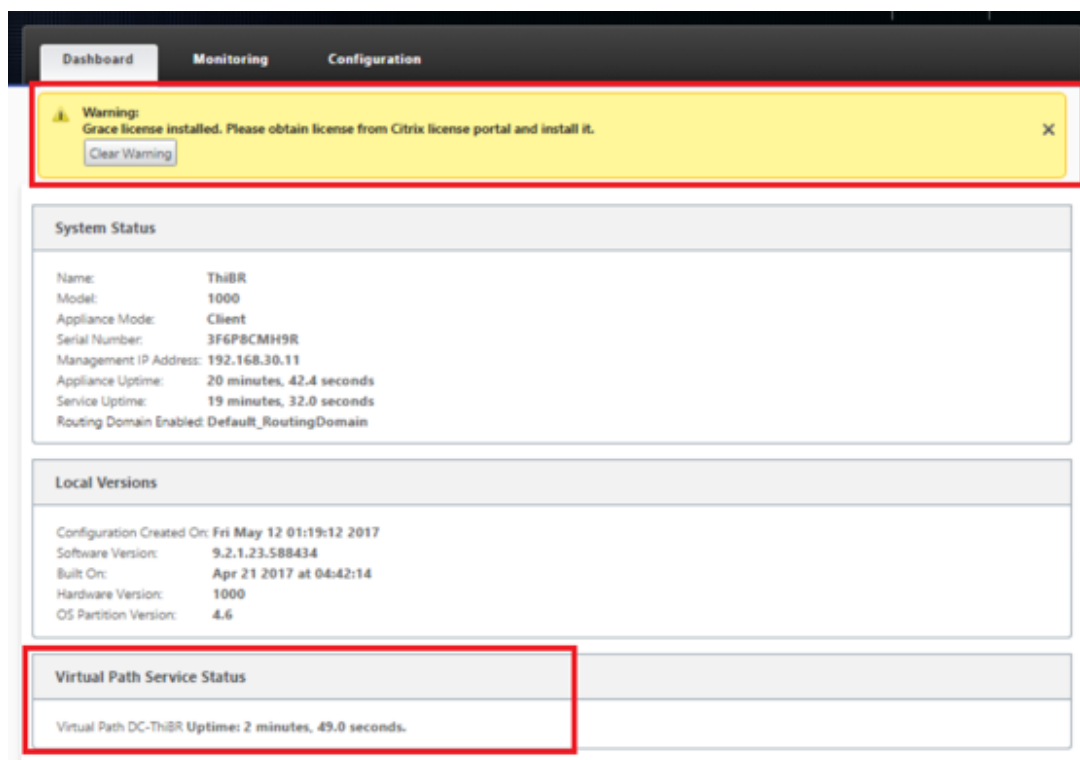 Dashboard Monitoring Configuration
Warning:
Grace license installed. Please obtain license from Citrix license portal and install it.
Clear Warning
System Status
Name: ThiBR
Model: 1000
Appliance Mode: Client
Serial Number: 3F6P8CMH9R
Management IP Address: 192.168.30.11
Appliance Uptime: 20 minutes, 42.4 seconds
Service Uptime: 19 minutes, 32.0 seconds
Routing Domain Enabled: Default_RoutingDomain
Local Versions
Configuration Created On: Fri May 12 01:19:12 2017
Software Version: 9.2.1.23.588434
Built On: Apr 21 2017 at 04:42:14
Hardware Version: 1000
OS Partition Version: 4.6
Virtual Path Service Status
Virtual Path DC-ThiBR Uptime: 2 minutes, 49.0 seconds.